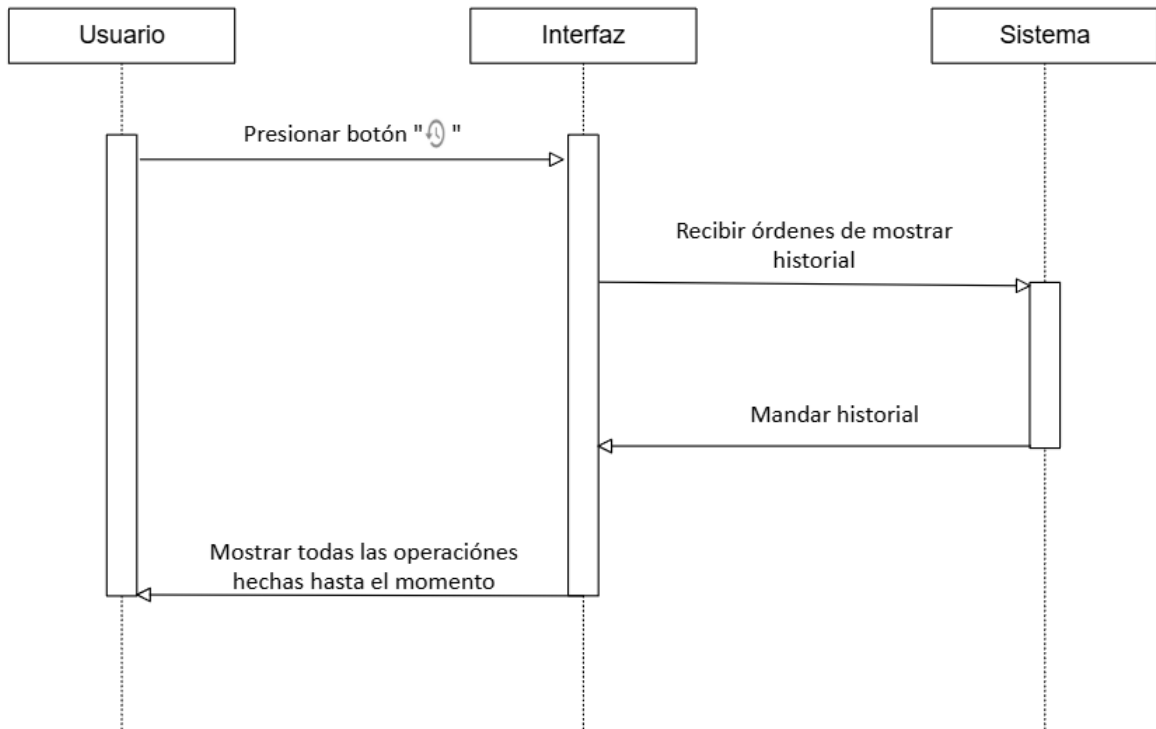 Usuario
Interfaz
Sistema
Presionar botón " "
Recibir órdenes de mostrar
historial
Mandar historial
Mostrar todas las operaciónes
hechas hasta el momento